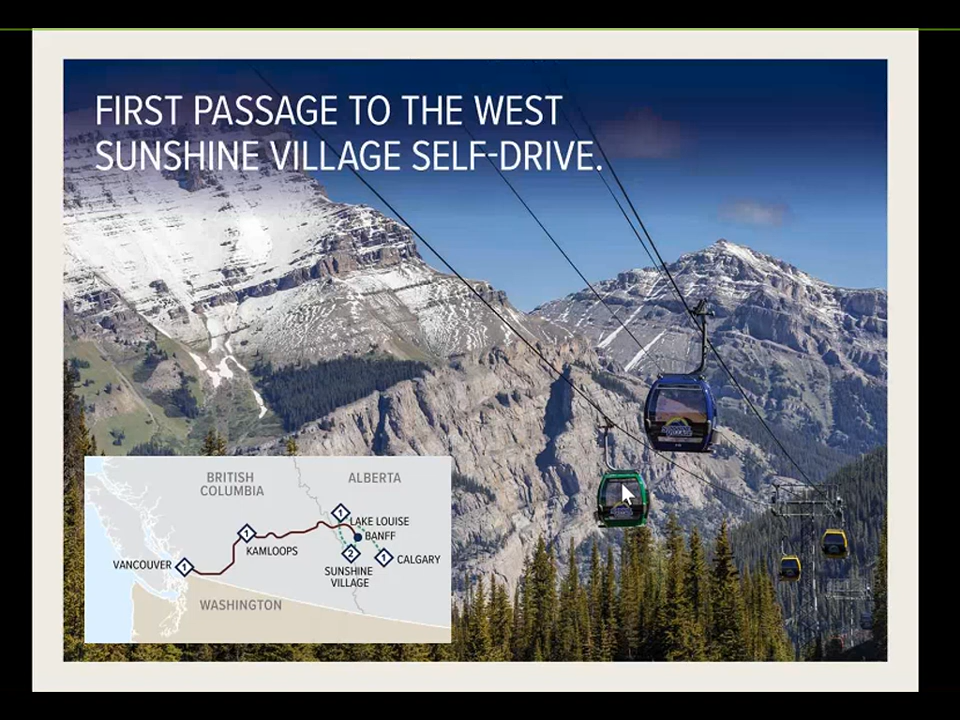 FIRST PASSAGE TO THE WEST
SUNSHINE VILLAGE SELF-DRIVE.
BRITISH
COLUMBIA
ALBERTA
1
LAKE LOUISE
1
BANFF
KAMLOOPS
2
1
CALGARY
VANCOUVER
1
SUNSHINE
VILLAGE
WASHINGTON